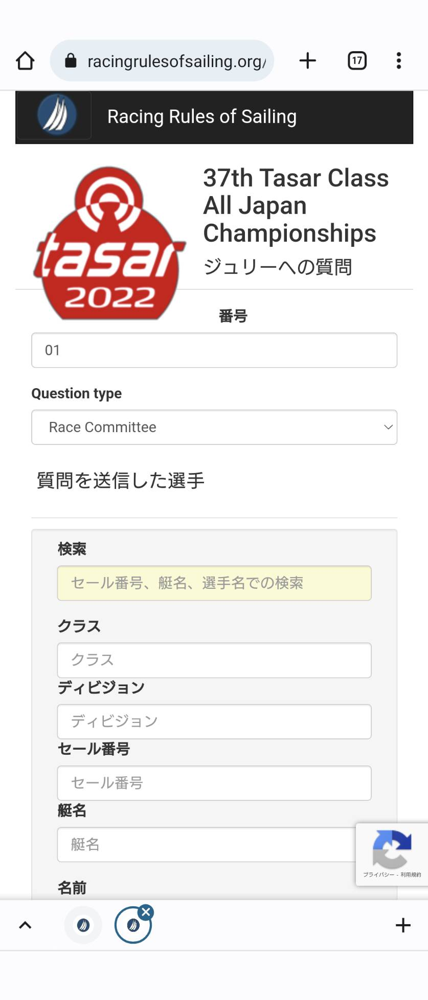 racingrulesofsailing.org/
17
Racing Rules of Sailing
tasar
2022
37th Tasar Class
All Japan
Championships
ジュリーへの質問
番号
01
Question type
Race Committee
質問を送信した選手
検索
セール番号、艇名、選手名での検索
クラス
クラス
ディビジョン
ディビジョン
セール番号
セール番号
艇名
艇名
プライバシー - 利用規約
名前